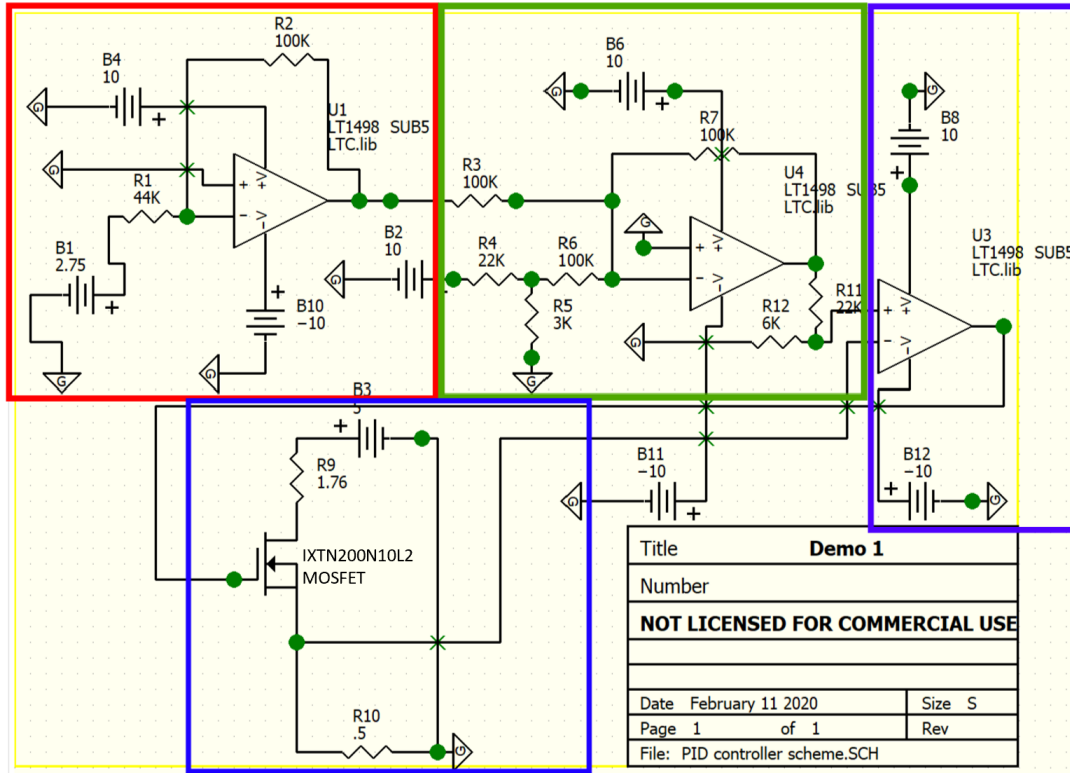 R2
100K
B4
10
U1
LT1498 SUB5
LTC.lib
G
G
R1
44K
+
-
+V
-V
B1
2.75
B10
-10
G
G
B6
10
G
R7
100K
U4
LT1498 SUB5
LTC.lib
R3
100K
G
B2
10
G
R4
22K
R6
100K
R5
3K
G
+
-
+V
-V
R12
6K
R11
22K
G
G
B8
10
U3
LT1498 SUB5
LTC.lib
+
-
+V
-V
B3
5
R9
1.76
IXTN200N10L2
MOSFET
R10
.5
G
B11
-10
G
B12
-10
G
Title Demo 1
Number
NOT LICENSED FOR COMMERCIAL USE
Date February 11 2020 Size S
Page 1 of 1 Rev
File: PID controller scheme.SCH